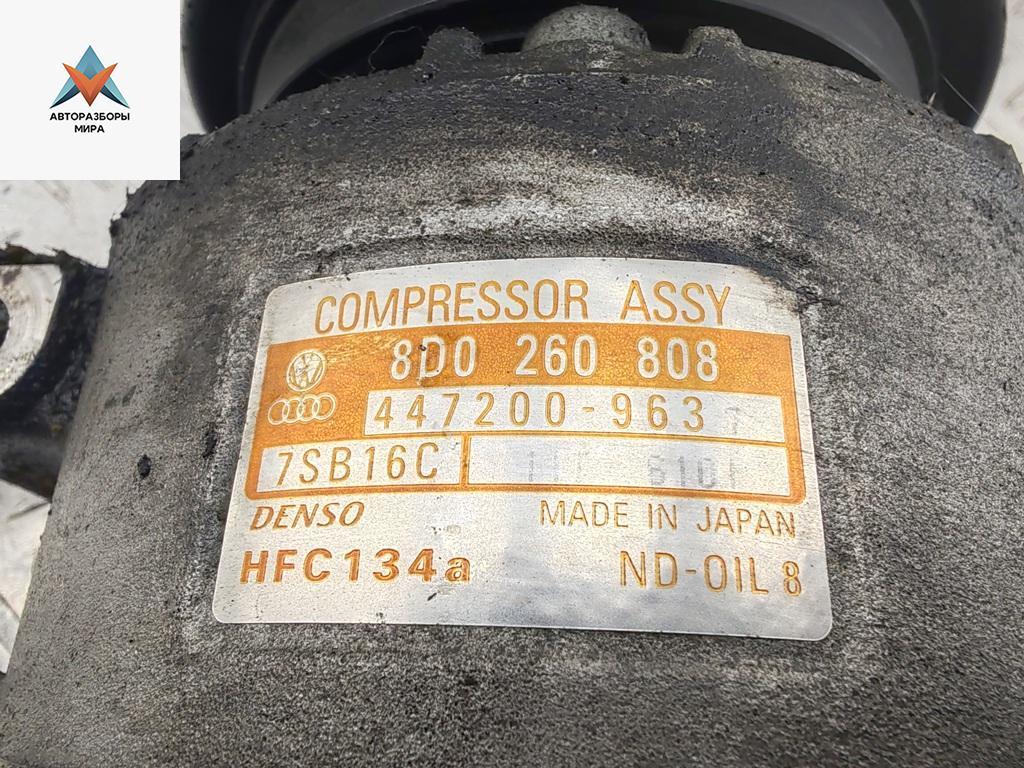 АВТОРАЗБОРЫ
МИРА
COMPRESSOR ASSY
8D0 260 808
447200-963
7SB16C
DENSO MADE IN JAPAN
HFC134a ND-OIL 8